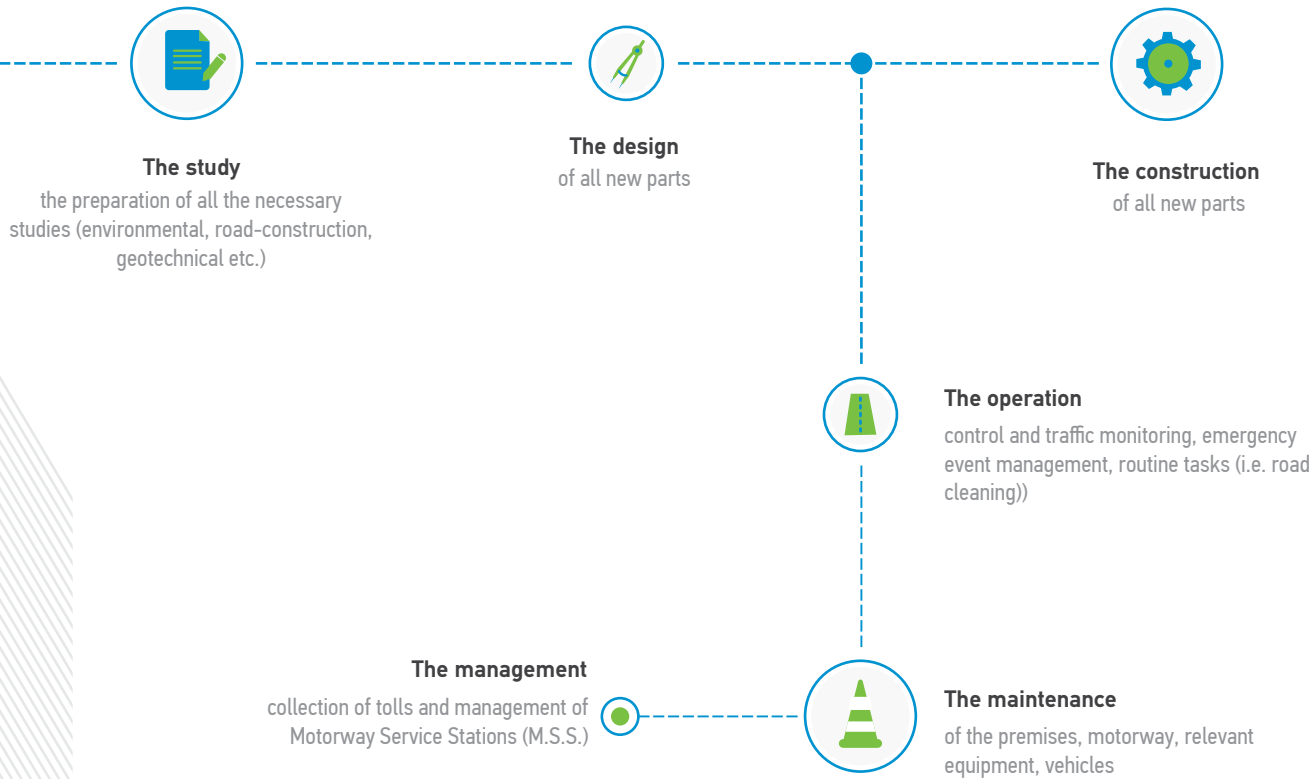 The study
the preparation of all the necessary
studies (environmental, road-construction,
geotechnical etc.)
The design
of all new parts
The construction
of all new parts
The operation
control and traffic monitoring, emergency
event management, routine tasks (i.e. road
cleaning))
The management
collection of tolls and management of
Motorway Service Stations (M.S.S.)
The maintenance
of the premises, motorway, relevant
equipment, vehicles